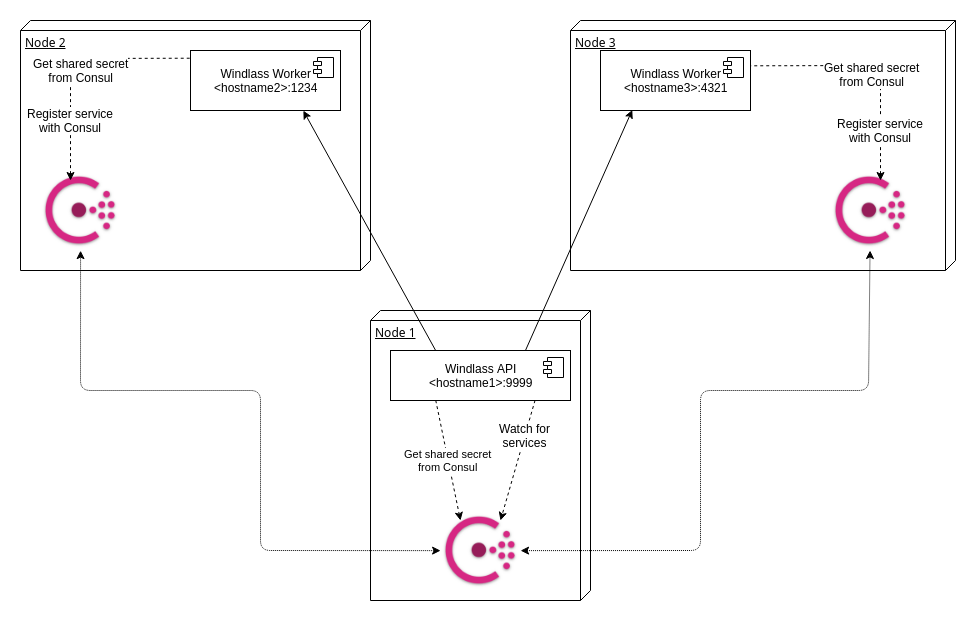 Node 2
Get shared secret
from Consul
Windlass Worker
<hostname2>:1234
Register service
with Consul
Node 3
Windlass Worker
<hostname3>:4321
Get shared secret
from Consul
Register service
with Consul
Node 1
Windlass API
<hostname1>:9999
Watch for
services
Get shared secret
from Consul